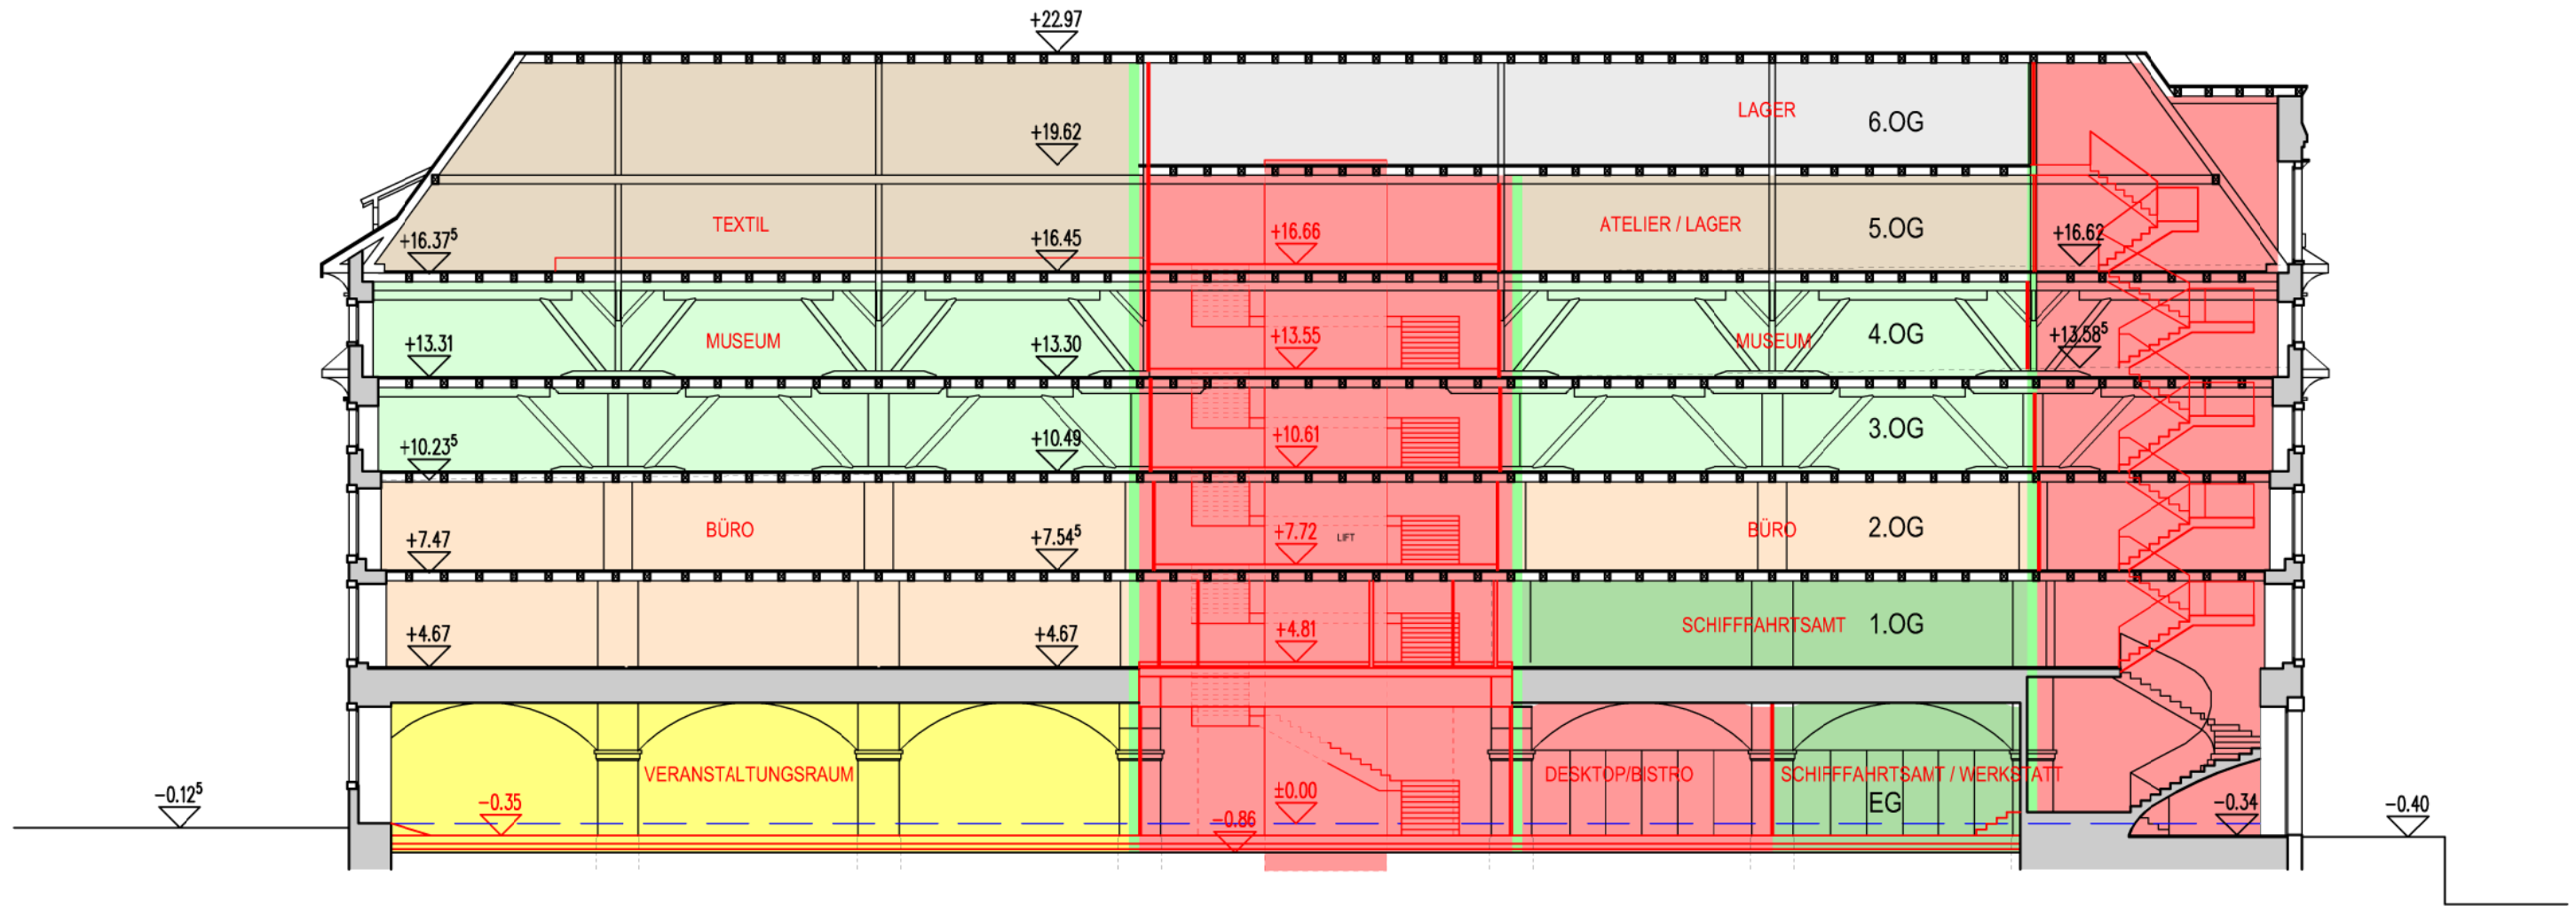 +22.97
LAGER
6.OG
+19.62
TEXTIL
ATELIER / LAGER
5.OG
+16.37⁵
+16.45
+16.66
+16.62
MUSEUM
MUSEUM
4.OG
+13.31
+13.30
+13.55
+13.58⁵
3.OG
+10.23⁵
+10.49
+10.61
BÜRO
BÜRO
2.OG
+7.47
+7.54⁵
+7.72
LIFT
SCHIFFFAHRTSAMT
1.OG
+4.67
+4.67
+4.81
VERANSTALTUNGSRAUM
DESKTOP/BISTRO
SCHIFFFAHRTSAMT / WERKSTATT
EG
-0.12⁵
-0.35
±0.00
-0.86
-0.34
-0.40